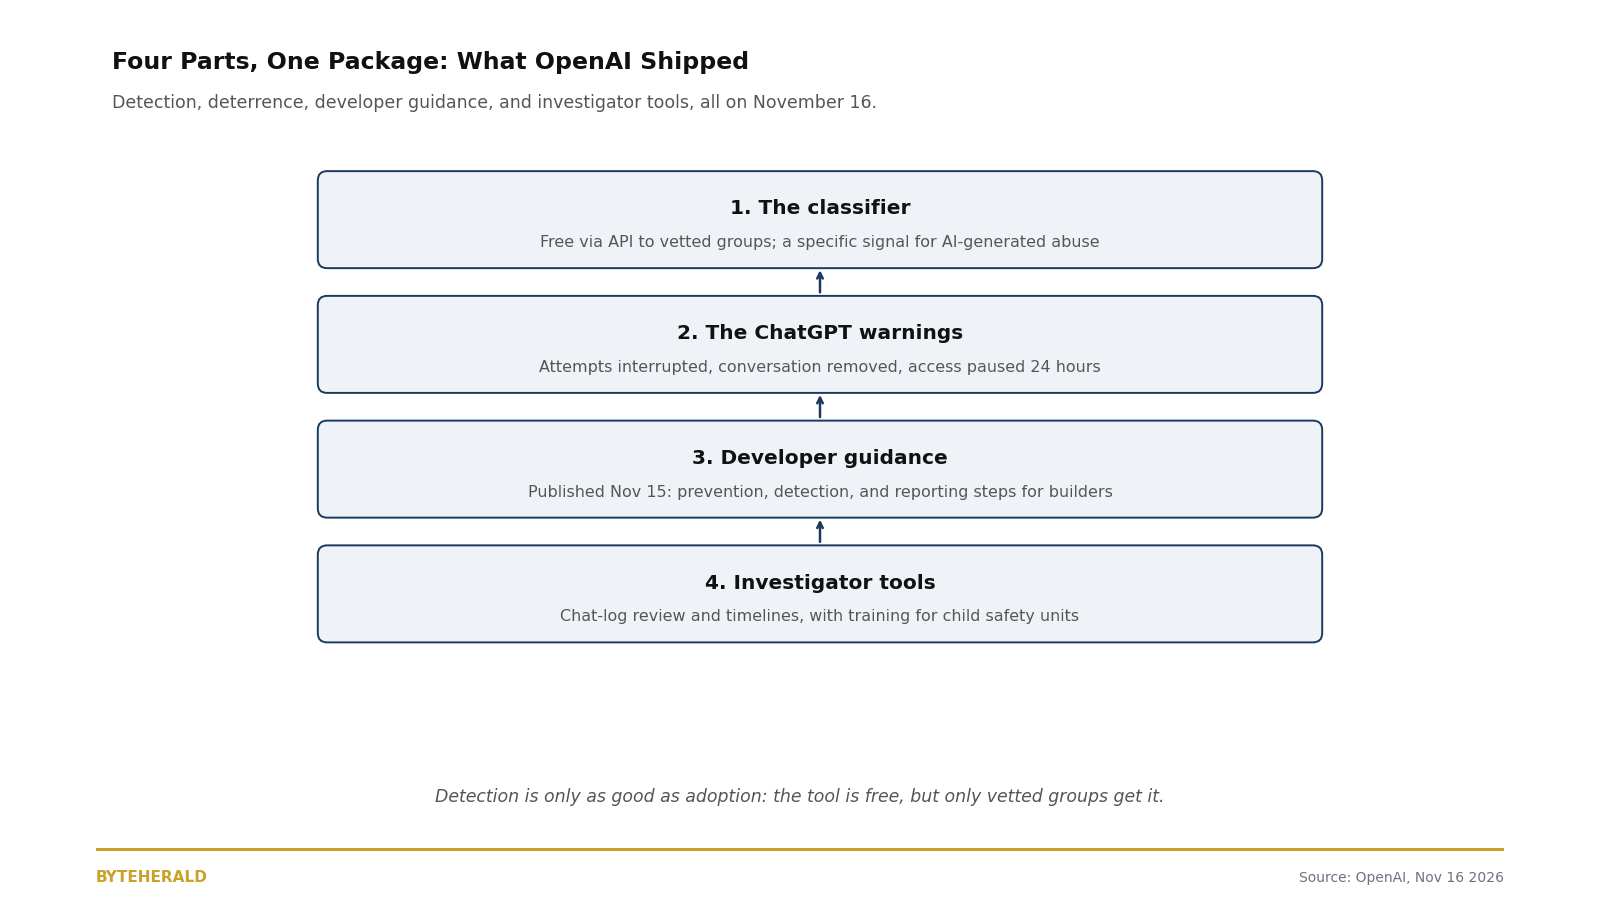 Four Parts, One Package: What OpenAI Shipped
Detection, deterrence, developer guidance, and investigator tools, all on November 16.
1. The classifier
Free via API to vetted groups; a specific signal for AI-generated abuse
2. The ChatGPT warnings
Attempts interrupted, conversation removed, access paused 24 hours
3. Developer guidance
Published Nov 15: prevention, detection, and reporting steps for builders
4. Investigator tools
Chat-log review and timelines, with training for child safety units
Detection is only as good as adoption: the tool is free, but only vetted groups get it.
BYTEHERALD
Source: OpenAI, Nov 16 2026